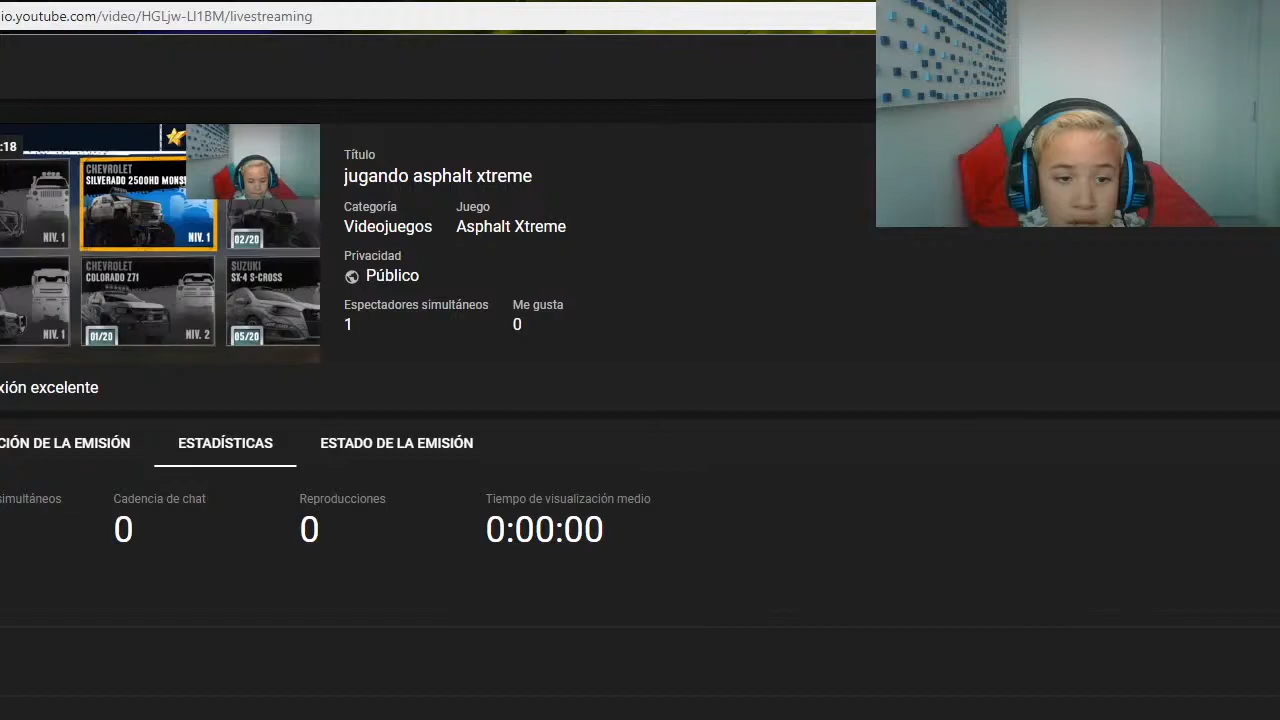 io.youtube.com/video/HGLjw-LI1BM/livestreaming
:18
CHEVROLET
SILVERADO 2500HD MONS
NIV. 1
NIV. 1
02/20
CHEVROLET
COLORADO Z71
SUZUKI
SX-4 S-CROSS
NIV. 1
01/20
NIV. 2
05/20
Título
jugando asphalt xtreme
Categoría
Juego
Videojuegos
Asphalt Xtreme
Privacidad
Público
Espectadores simultáneos
Me gusta
1
0
xión excelente
CIÓN DE LA EMISIÓN
ESTADÍSTICAS
ESTADO DE LA EMISIÓN
simultáneos
Cadencia de chat
Reproducciones
Tiempo de visualización medio
0
0
0:00:00